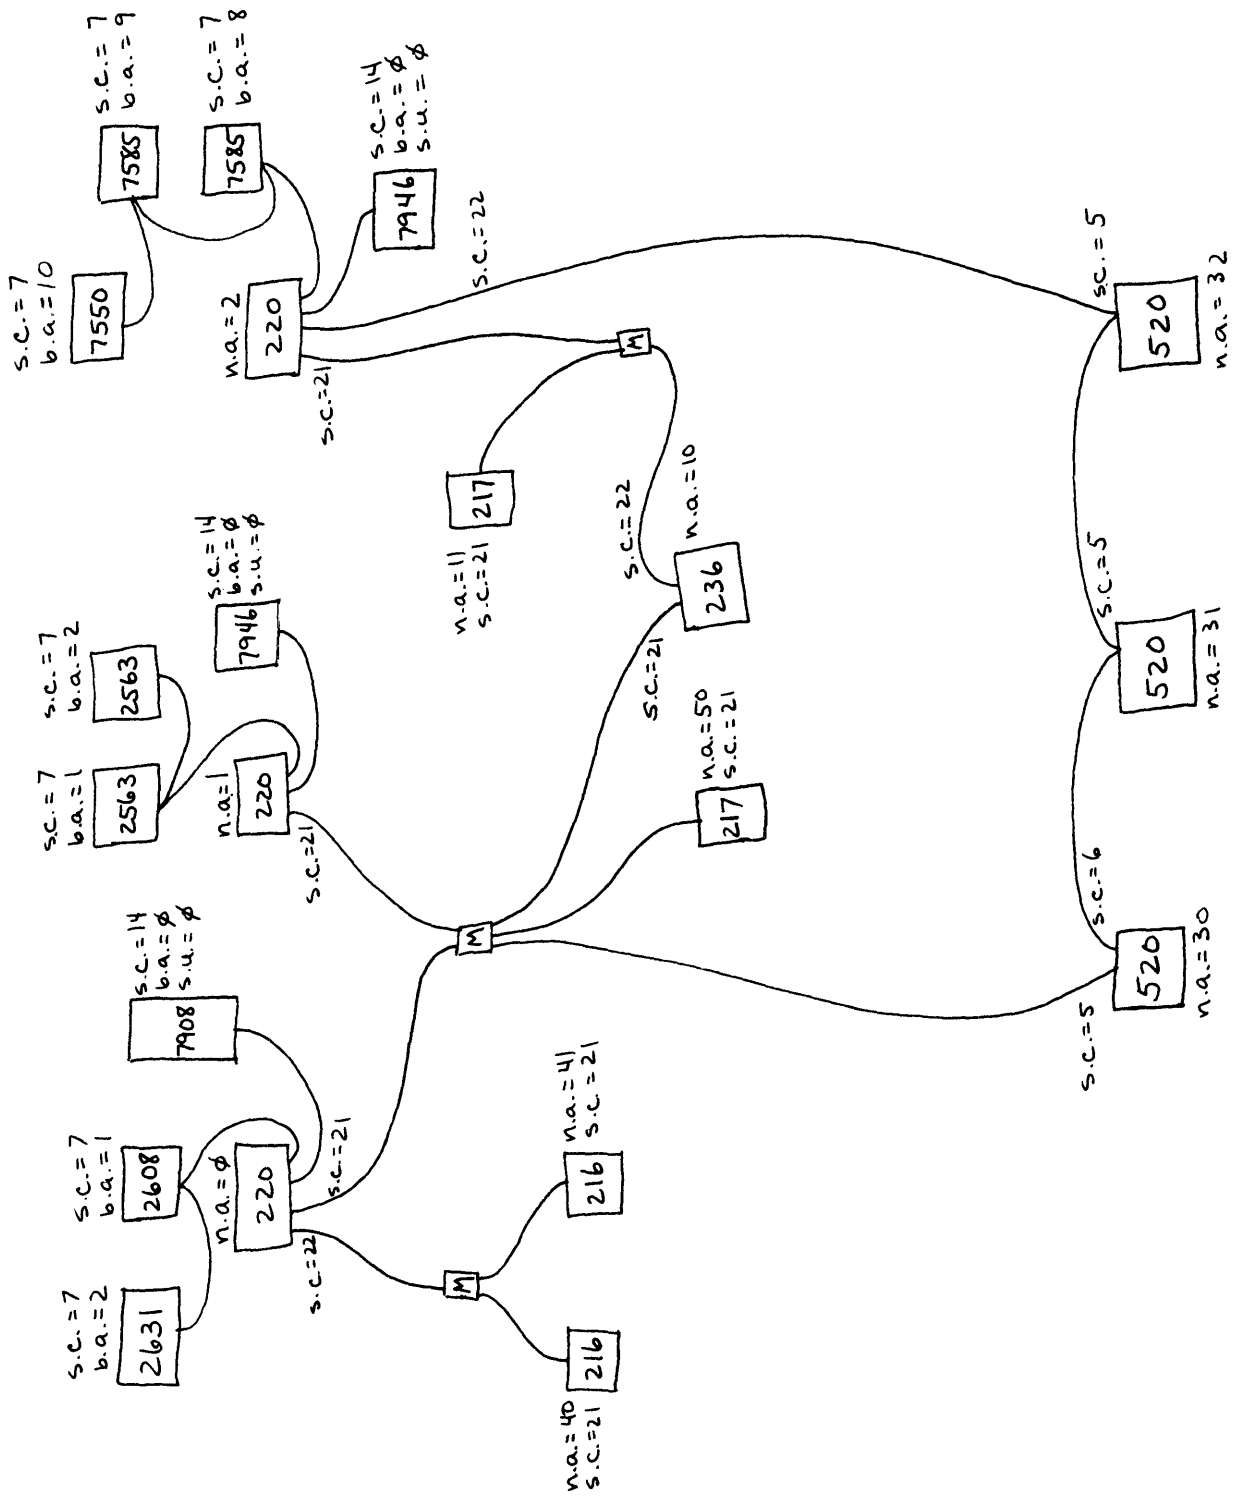 s.c.=7
b.a.=2
2631
s.c.=7
b.a.=1
2608
s.c.=14
b.a.=ø
s.u.=ø
7908
n.a.=ø
220
s.c.=22
s.c.=21
M
n.a.=40
s.c.=21
216
n.a.=41
s.c.=21
216
s.c.=7
b.a.=1
2563
s.c.=7
b.a.=2
2563
s.c.=14
b.a.=ø
s.u.=ø
7946
n.a=1
220
s.c.=21
M
n.a.=50
s.c.=21
217
s.c.=21
s.c.=22
n.a.=10
236
s.c.=7
b.a.=10
7550
s.c.=7
b.a.=9
7585
s.c.=7
b.a.=8
7585
n.a.=2
220
s.c.=14
b.a.=ø
s.u.=ø
7946
s.c.=21
s.c.=22
n.a.=11
s.c.=21
217
M
s.c.=5
s.c.=6
520
n.a.=30
s.c.=5
520
n.a.=31
s.c.=5
520
n.a.=32